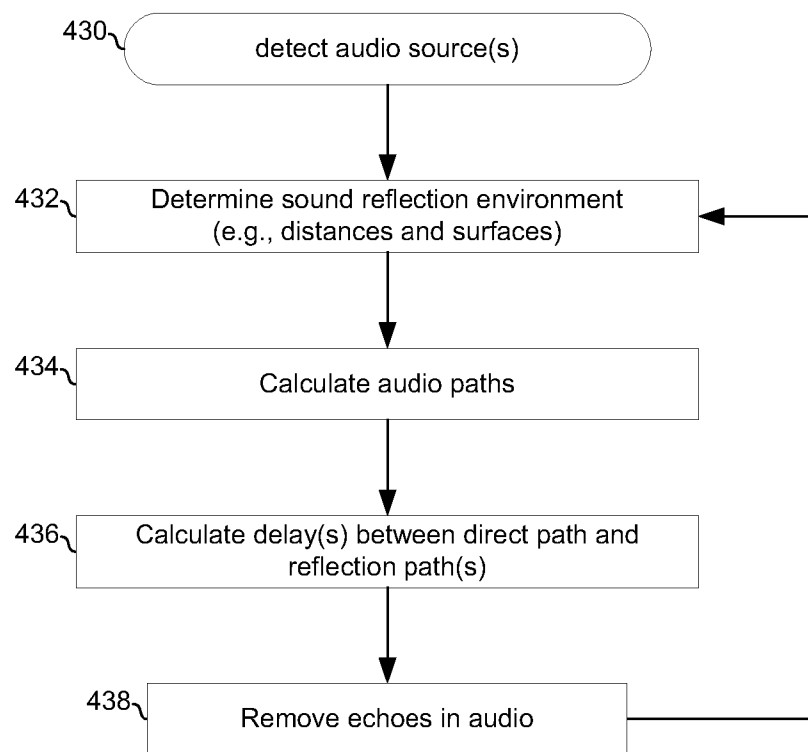 430
detect audio source(s)
432
Determine sound reflection environment
(e.g., distances and surfaces)
434
Calculate audio paths
436
Calculate delay(s) between direct path and
reflection path(s)
438
Remove echoes in audio